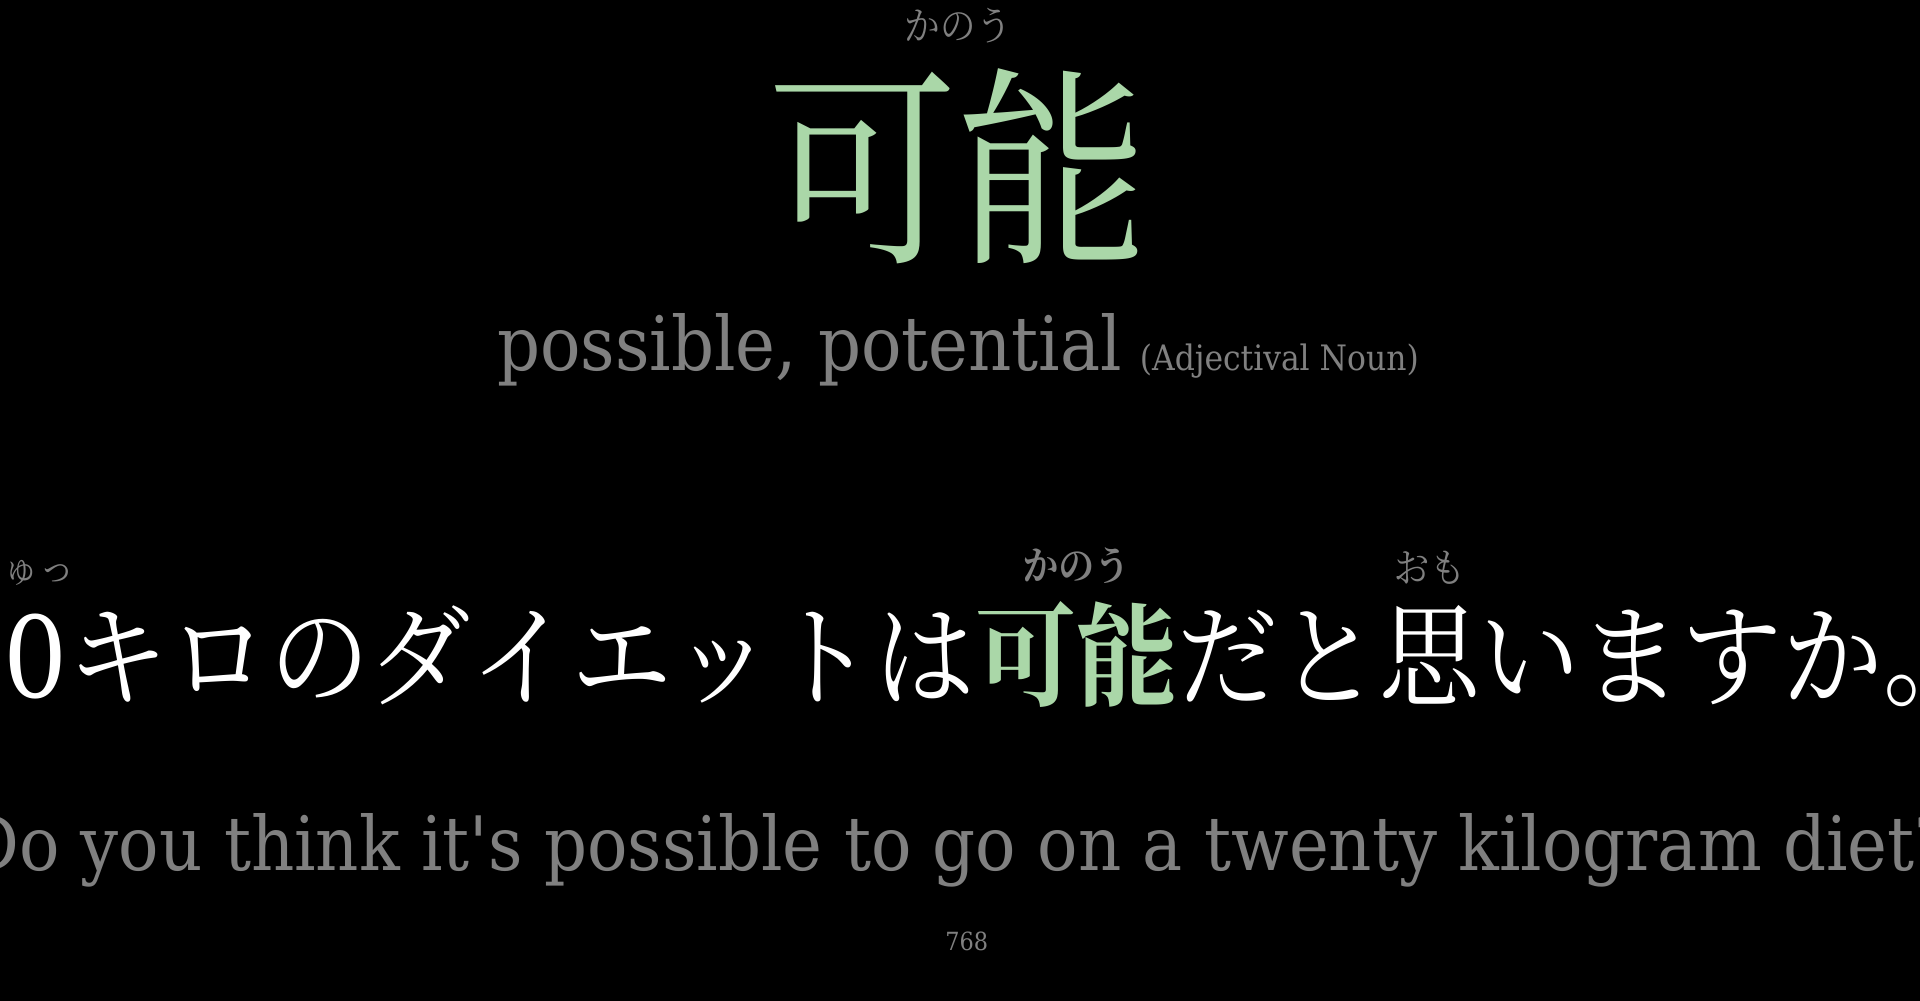 かのう
可能
possible, potential (Adjectival Noun)
ゅっ かのう おも
0キロのダイエットは可能だと思いますか。
Do you think it's possible to go on a twenty kilogram diet?
768